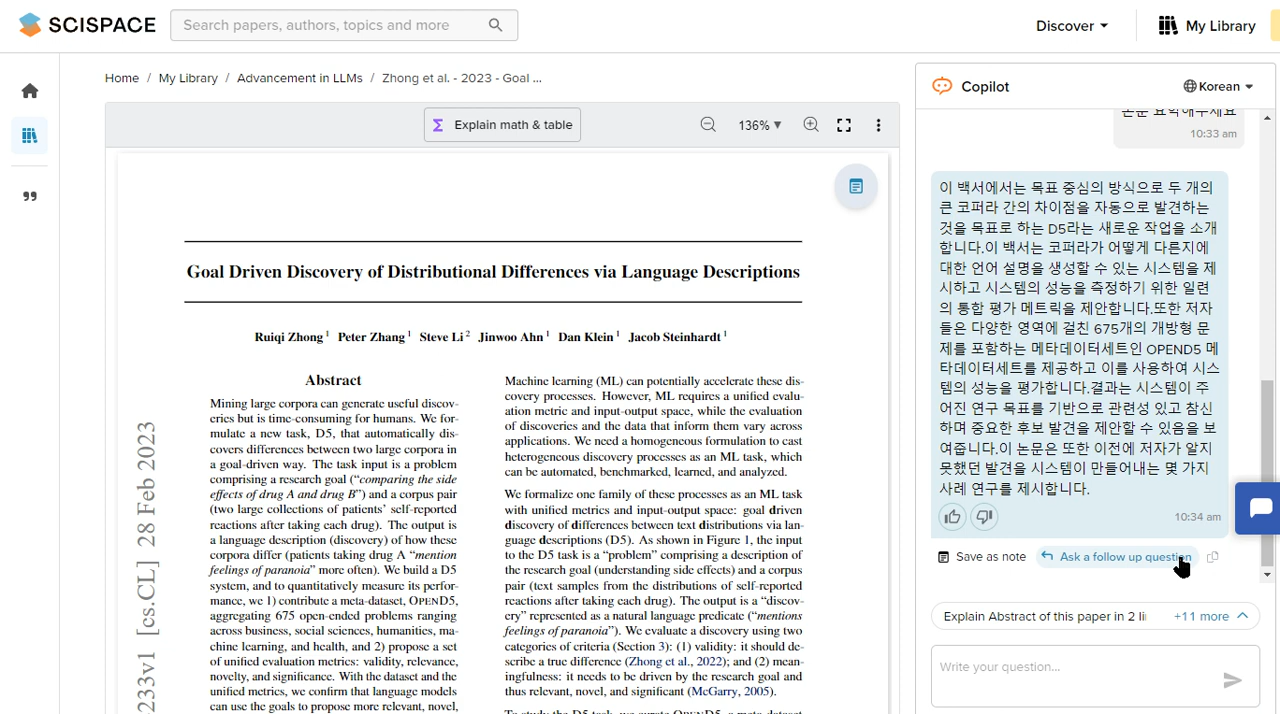 SCISPACE
Search papers, authors, topics and more
Discover
My Library
Home / My Library / Advancement in LLMs / Zhong et al. - 2023 - Goal ...
Σ Explain math & table
136%
Goal Driven Discovery of Distributional Differences via Language Descriptions
Ruiqi Zhong 1 Peter Zhang 1 Steve Li 2 Jinwoo Ahn 1 Dan Klein 1 Jacob Steinhardt 1
233v1 [cs.CL] 28 Feb 2023
Abstract
Mining large corpora can generate useful discov-
eries but is time-consuming for humans. We for-
mulate a new task, D5, that automatically dis-
covers differences between two large corpora in
a goal-driven way. The task input is a problem
comprising a research goal (“comparing the side
effects of drug A and drug B”) and a corpus pair
(two large collections of patients’ self-reported
reactions after taking each drug). The output is
a language description (discovery) of how these
corpora differ (patients taking drug A “mention
feelings of paranoia” more often). We build a D5
system, and to quantitatively measure its perfor-
mance, we 1) contribute a meta-dataset, OPEND5,
aggregating 675 open-ended problems ranging
across business, social sciences, humanities, ma-
chine learning, and health, and 2) propose a set
of unified evaluation metrics: validity, relevance,
novelty, and significance. With the dataset and the
unified metrics, we confirm that language models
can use the goals to propose more relevant, novel,
Machine learning (ML) can potentially accelerate these dis-
covery processes. However, ML requires a unified evalu-
ation metric and input-output space, while the evaluation
of discoveries and the data that inform them vary across
applications. We need a homogeneous formulation to cast
heterogeneous discovery processes as an ML task, which
can be automated, benchmarked, learned, and analyzed.
We formalize one family of these processes as an ML task
with unified metrics and input-output space: goal driven
discovery of differences between text distributions via lan-
guage descriptions (D5). As shown in Figure 1, the input
to the D5 task is a “problem” comprising a description of
the research goal (understanding side effects) and a corpus
pair (text samples from the distributions of self-reported
reactions after taking each drug). The output is a “discov-
ery” represented as a natural language predicate (“mentions
feelings of paranoia”). We evaluate a discovery using two
categories of criteria (Section 3): (1) validity: it should de-
scribe a true difference (Zhong et al., 2022); and (2) mean-
ingfulness: it needs to be driven by the research goal and
thus relevant, novel, and significant (McGarry, 2005).
To study the D5 task, we curate OPEND5, a meta-dataset
Copilot
Korean
논문 요약해주세요
10:33 am
이 백서에서는 목표 중심의 방식으로 두 개의
큰 코퍼라 간의 차이점을 자동으로 발견하는
것을 목표로 하는 D5라는 새로운 작업을 소개
합니다.이 백서는 코퍼라가 어떻게 다른지에
대한 언어 설명을 생성할 수 있는 시스템을 제
시하고 시스템의 성능을 측정하기 위한 일련
의 통합 평가 메트릭을 제안합니다.또한 저자
들은 다양한 영역에 걸친 675개의 개방형 문
제를 포함하는 메타데이터세트인 OPEND5 메
타데이터세트를 제공하고 이를 사용하여 시스
템의 성능을 평가합니다.결과는 시스템이 주
어진 연구 목표를 기반으로 관련성 있고 참신
하며 중요한 후보 발견을 제안할 수 있음을 보
여줍니다.이 논문은 또한 이전에 저자가 알지
못했던 발견을 시스템이 만들어내는 몇 가지
사례 연구를 제시합니다.
10:34 am
Save as note
Ask a follow up question
Explain Abstract of this paper in 2 li
+11 more
Write your question...